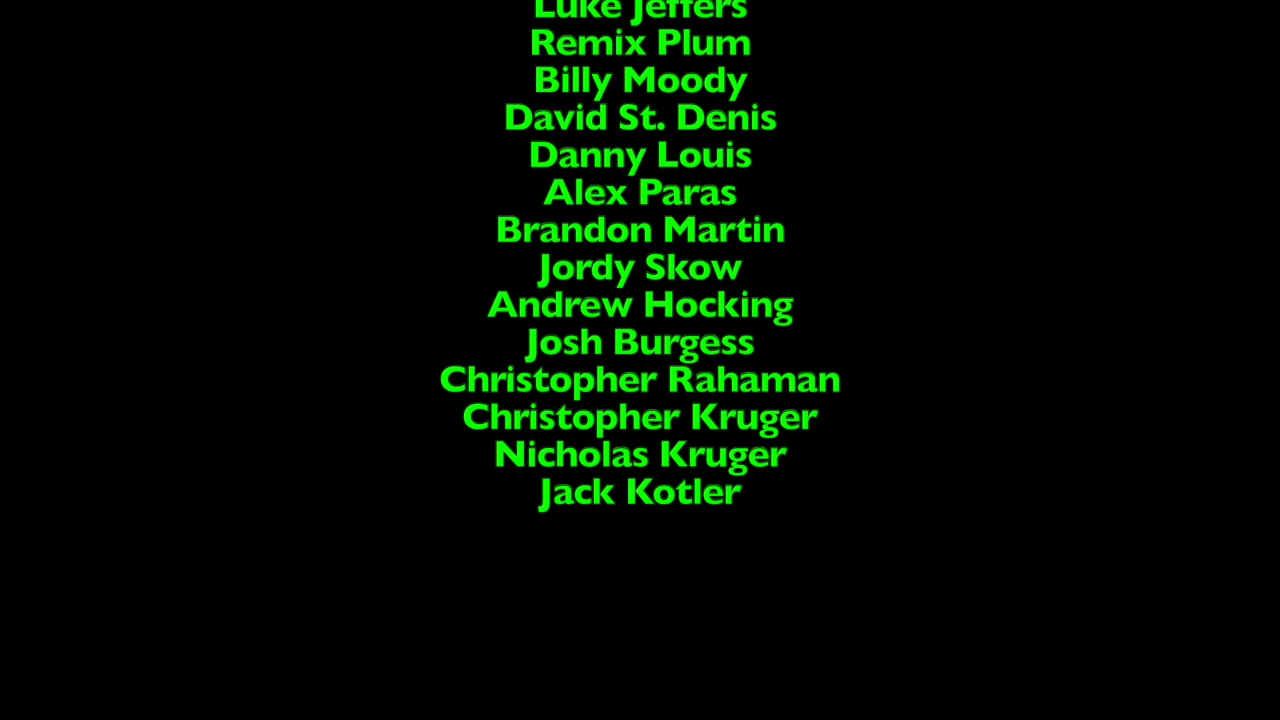 Luke Jeffers
Remix Plum
Billy Moody
David St. Denis
Danny Louis
Alex Paras
Brandon Martin
Jordy Skow
Andrew Hocking
Josh Burgess
Christopher Rahaman
Christopher Kruger
Nicholas Kruger
Jack Kotler